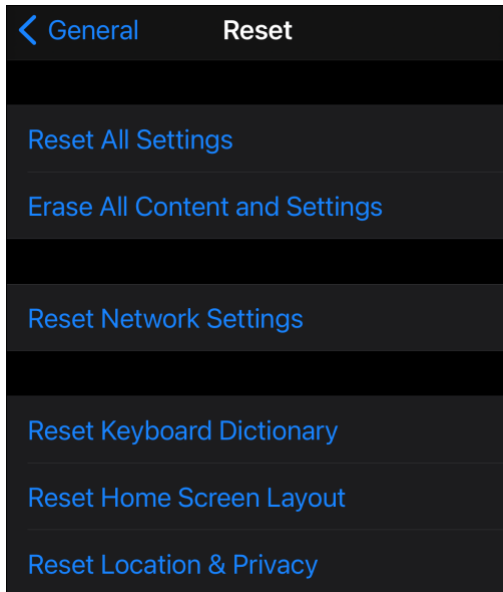 General Reset
Reset All Settings
Erase All Content and Settings
Reset Network Settings
Reset Keyboard Dictionary
Reset Home Screen Layout
Reset Location & Privacy